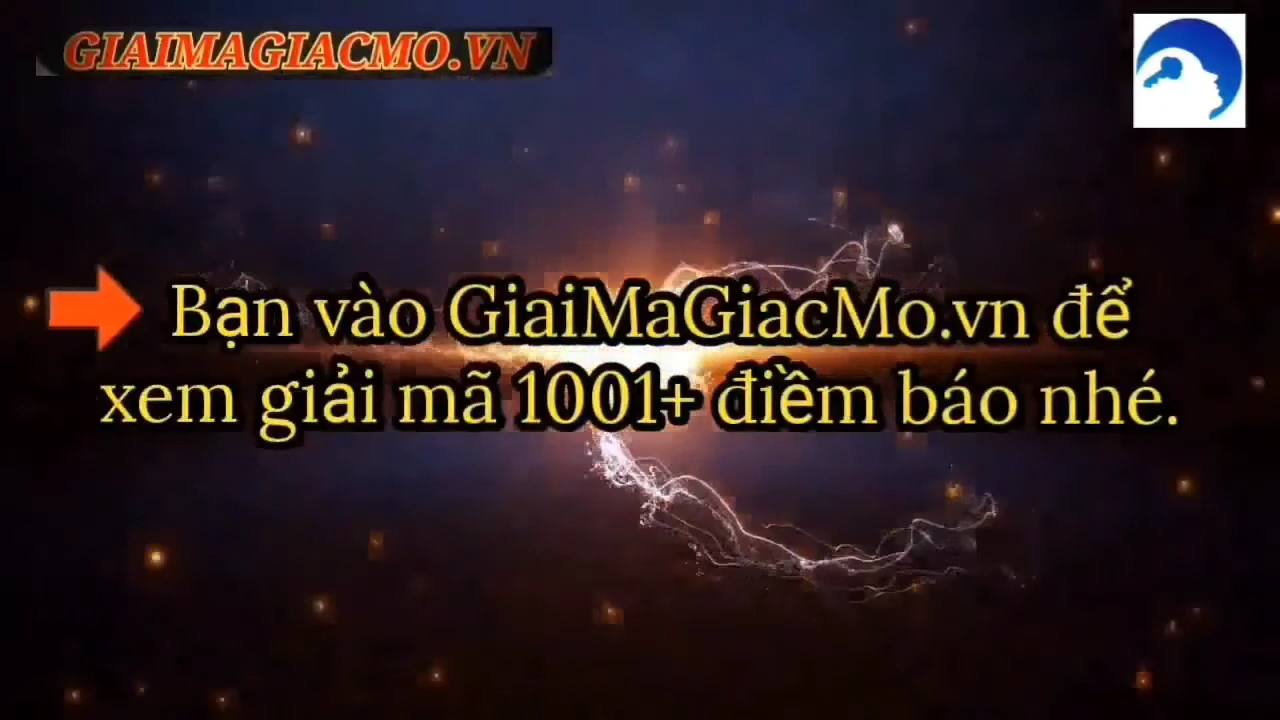 GIAIMAGIACMO.VN
Bạn vào GiaiMaGiacMo.vn để
xem giải mã 1001+ điềm báo nhé.